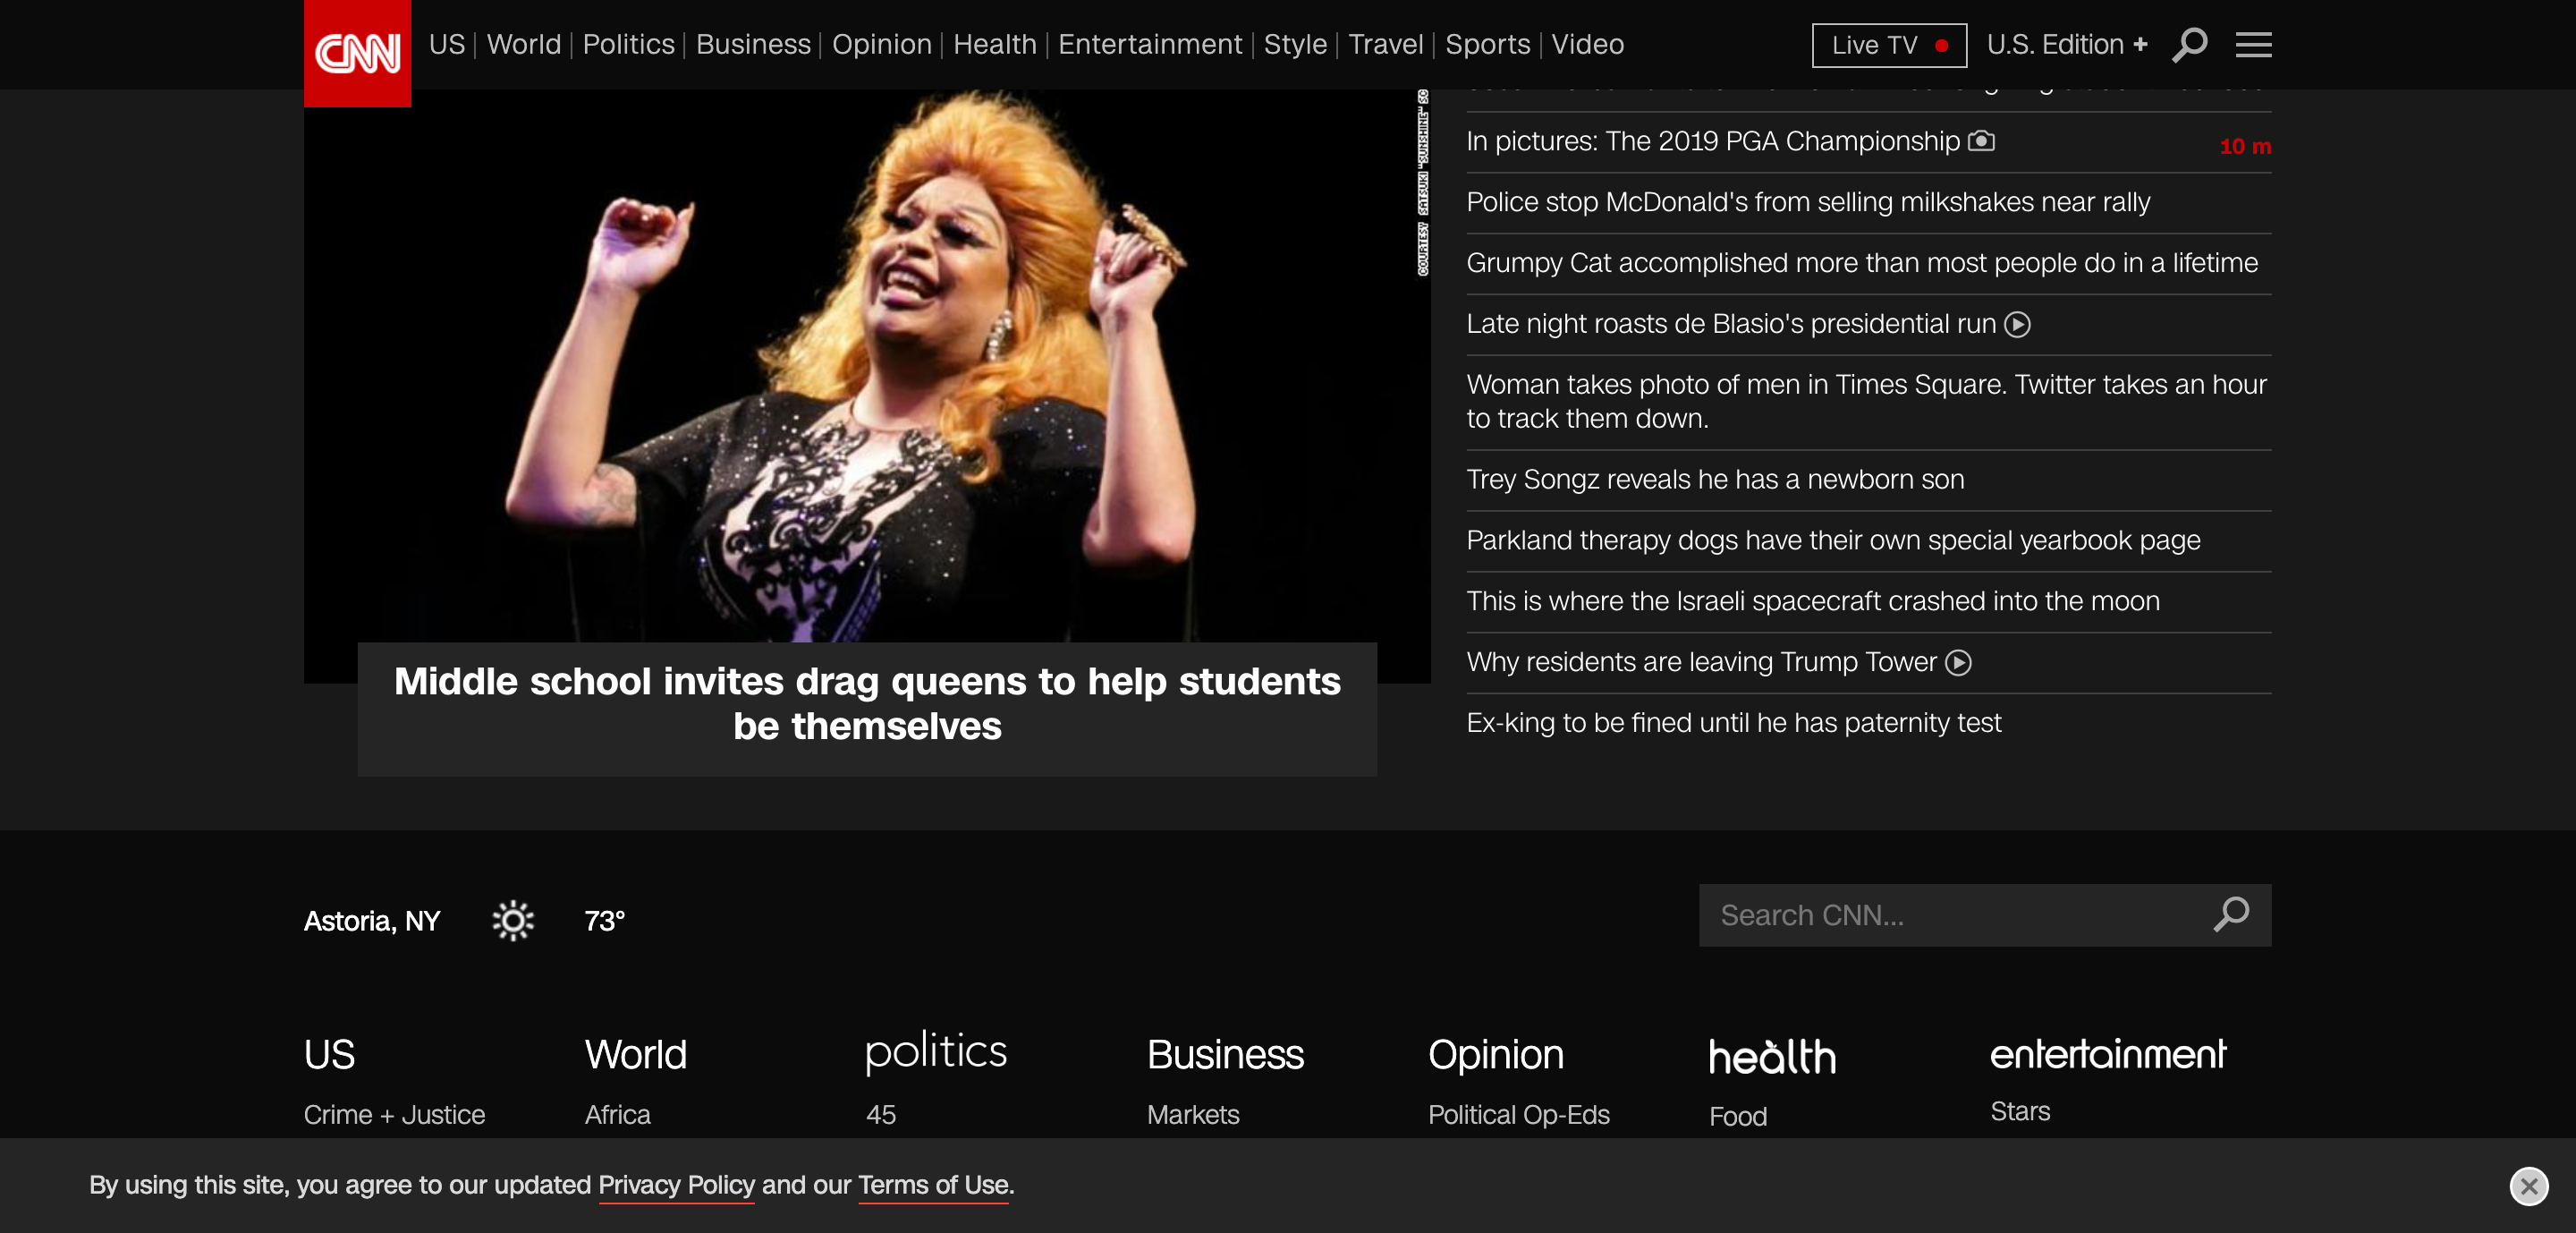 CNN
US
World
Politics
Business
Opinion
Health
Entertainment
Style
Travel
Sports
Video
Live TV
U.S. Edition +
COURTESY SATSUKI "SUNSHINE"
In pictures: The 2019 PGA Championship
10 m
Police stop McDonald's from selling milkshakes near rally
Grumpy Cat accomplished more than most people do in a lifetime
Late night roasts de Blasio's presidential run
Woman takes photo of men in Times Square. Twitter takes an hour
to track them down.
Trey Songz reveals he has a newborn son
Parkland therapy dogs have their own special yearbook page
This is where the Israeli spacecraft crashed into the moon
Why residents are leaving Trump Tower
Ex-king to be fined until he has paternity test
Middle school invites drag queens to help students
be themselves
Astoria, NY
73°
Search CNN...
US
World
politics
Business
Opinion
health
entertainment
Crime + Justice
Africa
45
Markets
Political Op-Eds
Food
Stars
By using this site, you agree to our updated Privacy Policy and our Terms of Use.